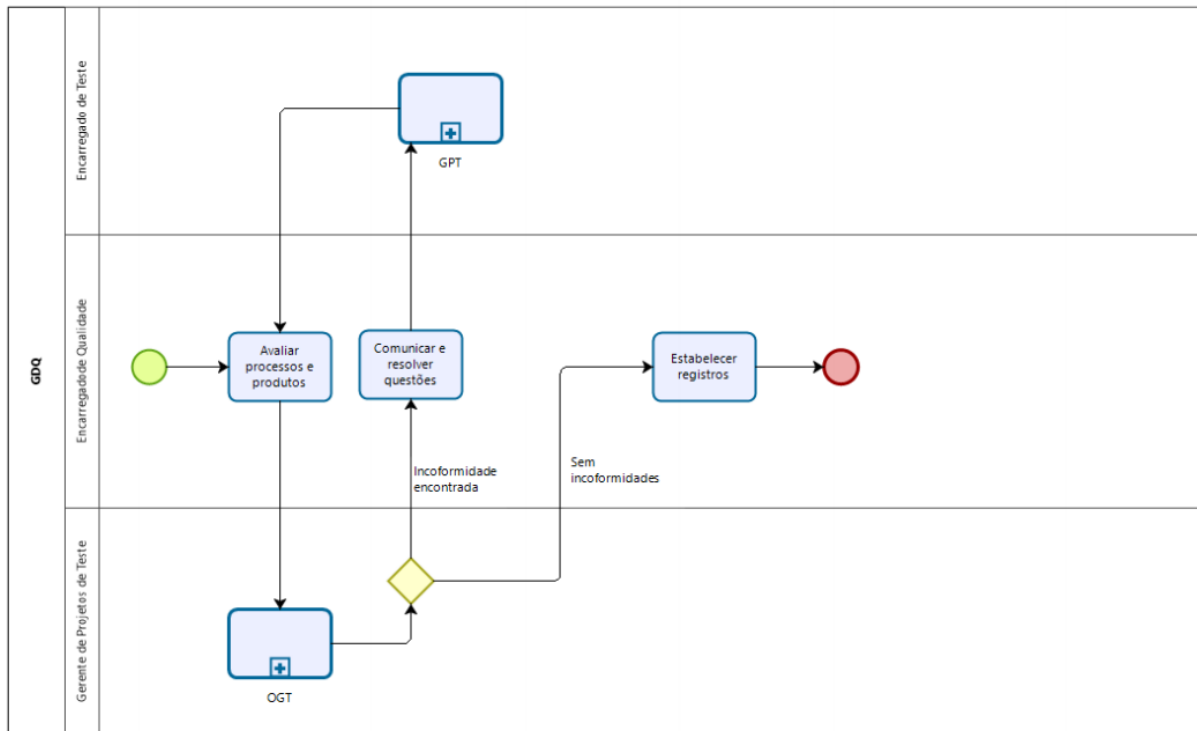 GDQ
Encarregado de Teste
GPT
Encarregadode Qualidade
Avaliar
processos e
produtos
Comunicar e
resolver
questões
Estabelecer
registros
Incoformidade
encontrada
Sem
incoformidades
Gerente de Projetos de Teste
OGT